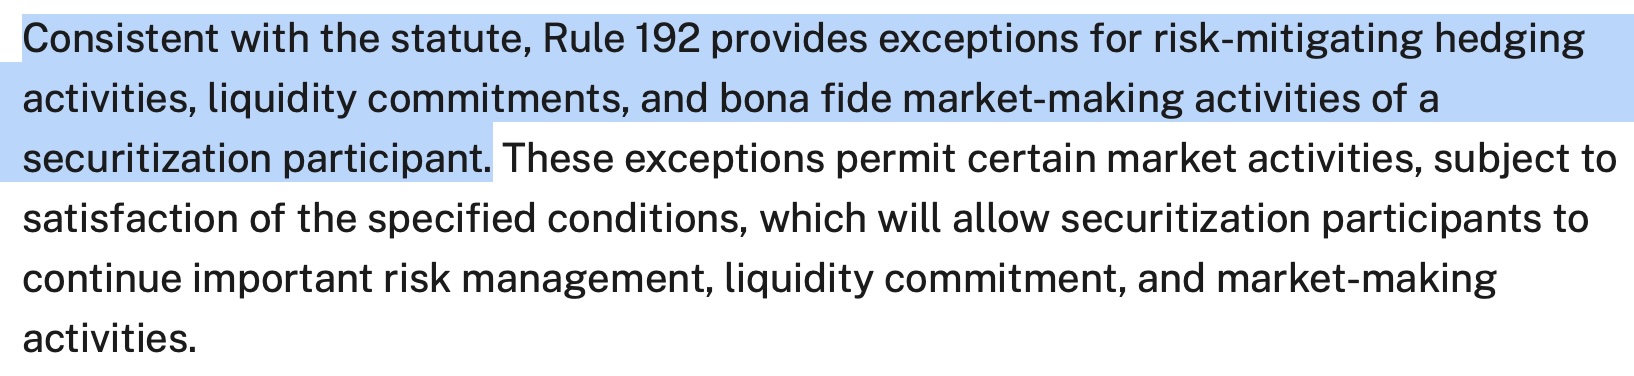 Consistent with the statute, Rule 192 provides exceptions for risk-mitigating hedging
activities, liquidity commitments, and bona fide market-making activities of a
securitization participant. These exceptions permit certain market activities, subject to
satisfaction of the specified conditions, which will allow securitization participants to
continue important risk management, liquidity commitment, and market-making
activities.